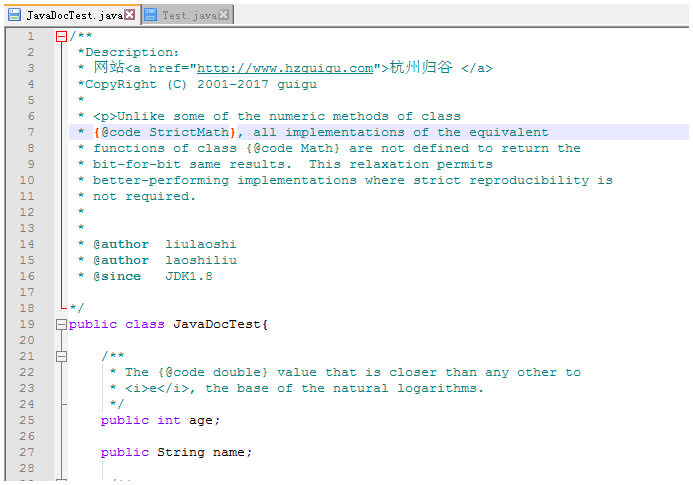 JavaDocTest.java Test.java
1 /**
2 *Description:
3 * 网站<a href="http://www.hzguigu.com">杭州归谷 </a>
4 *CopyRight (C) 2001-2017 guigu
5 *
6 * <p>Unlike some of the numeric methods of class
7 * {@code StrictMath}, all implementations of the equivalent
8 * functions of class {@code Math} are not defined to return the
9 * bit-for-bit same results.  This relaxation permits
10 * better-performing implementations where strict reproducibility is
11 * not required.
12 *
13 *
14 * @author  liulaoshi
15 * @author  laoshiliu
16 * @since   JDK1.8
17
18 */
19 public class JavaDocTest{
20
21 /**
22 * The {@code double} value that is closer than any other to
23 * <i>e</i>, the base of the natural logarithms.
24 */
25 public int age;
26
27 public String name;
28